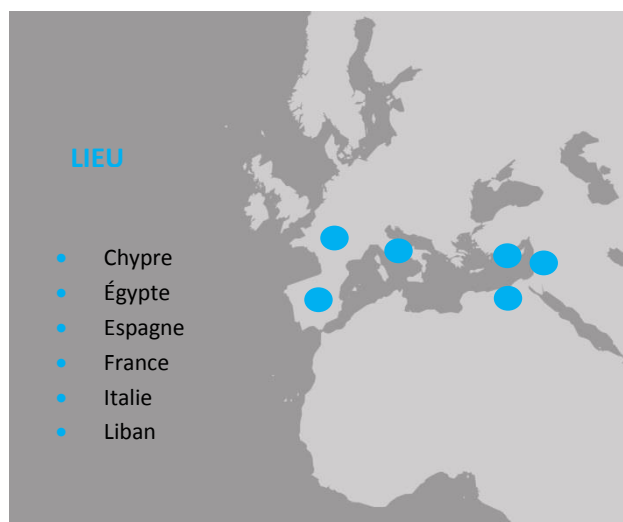 LIEU
Chypre
Égypte
Espagne
France
Italie
Liban